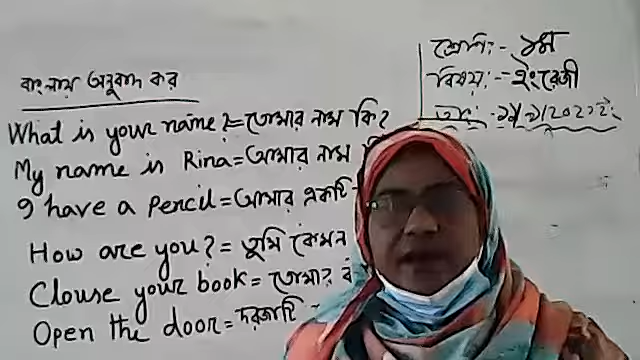 শ্রেণি:- ১ম
বিষয়:- ইংরেজী
বাংলায় অনুবাদ কর
What is your name? = তোমার নাম কি?
My name is Rina = আমার নাম
I have a Pencil = আমার একটি
How are you? = তুমি কেমন
Clouse your book = তোমার
Open the door = দরজাটি